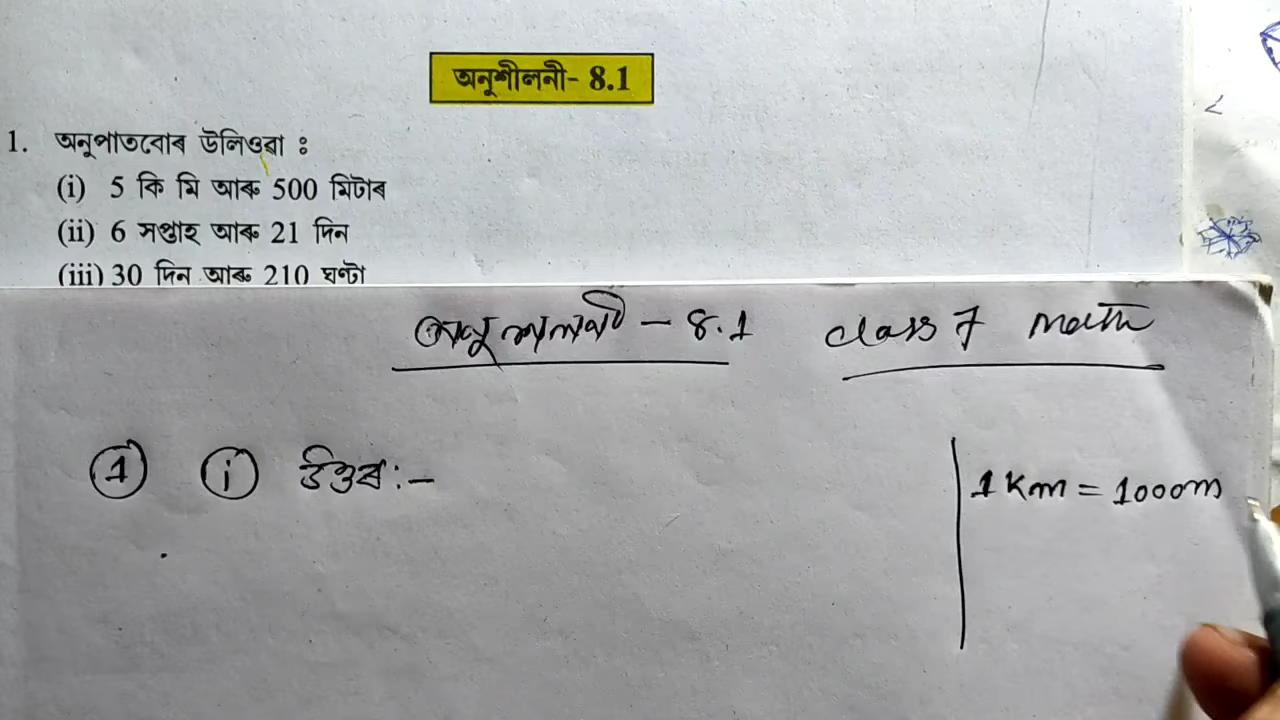 অনুশীলনী- 8.1
1. অনুপাতবোৰ উলিওৱা ঃ
(i) 5 কি মি আৰু 500 মিটাৰ
(ii) 6 সপ্তাহ আৰু 21 দিন
(iii) 30 দিন আৰু 210 ঘণ্টা
অনুশীলনী - 8.1 class 7 math
1 i উত্তৰ :-
1 Km = 1000m